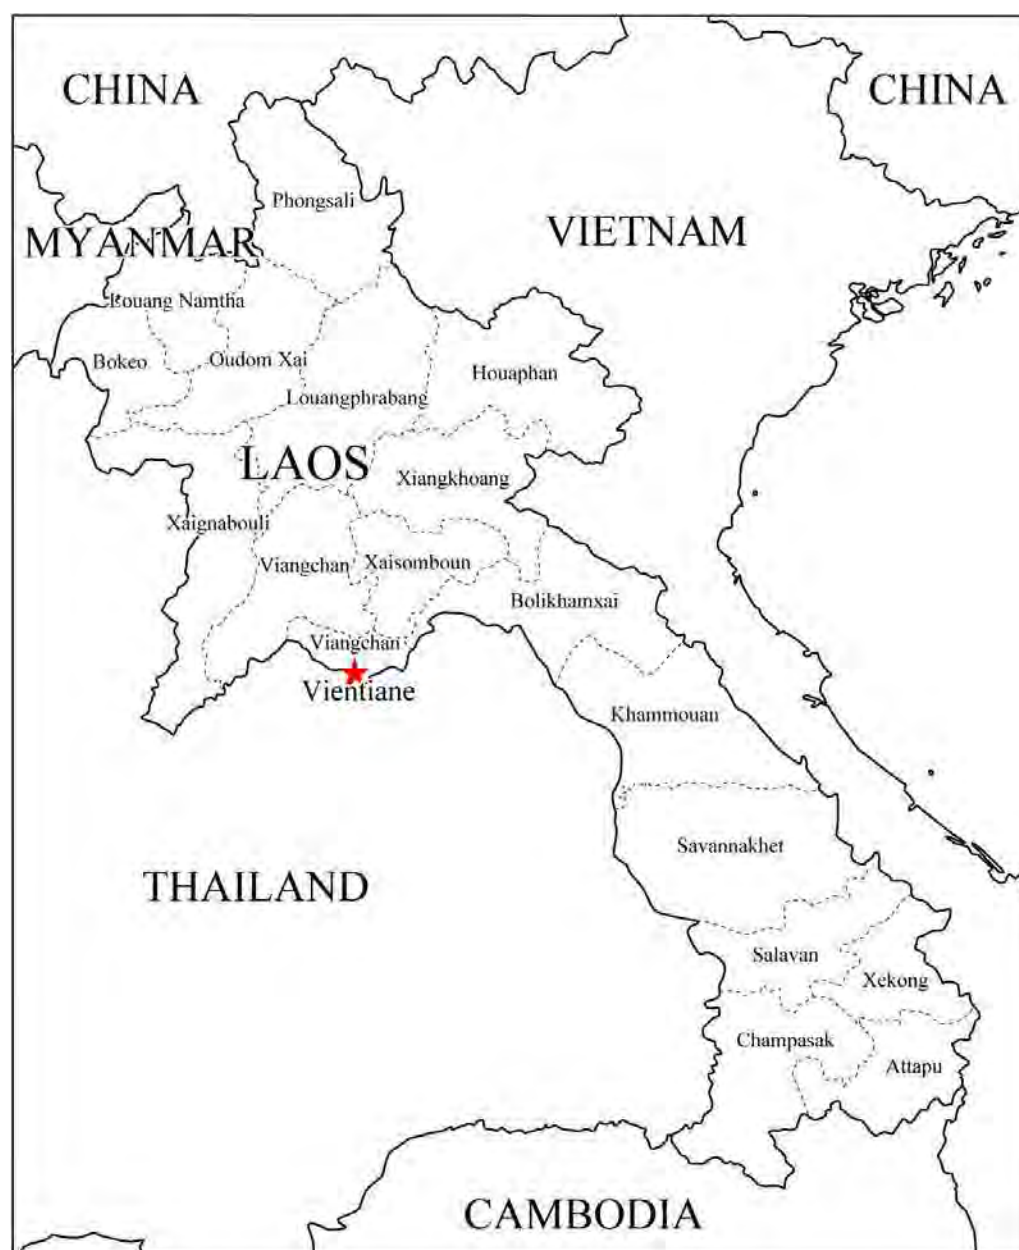 CHINA
CHINA
Phongsali
MYANMAR
VIETNAM
Louang Namtha
Bokeo
Oudom Xai
Houaphan
Louangphrabang
LAOS
Xiangkhoang
Xaignabouli
Viangchan
Xaisomboun
Bolikhamxai
Viangchan
Vientiane
Khammouan
Savannakhet
THAILAND
Salavan
Xekong
Champasak
Attapu
CAMBODIA